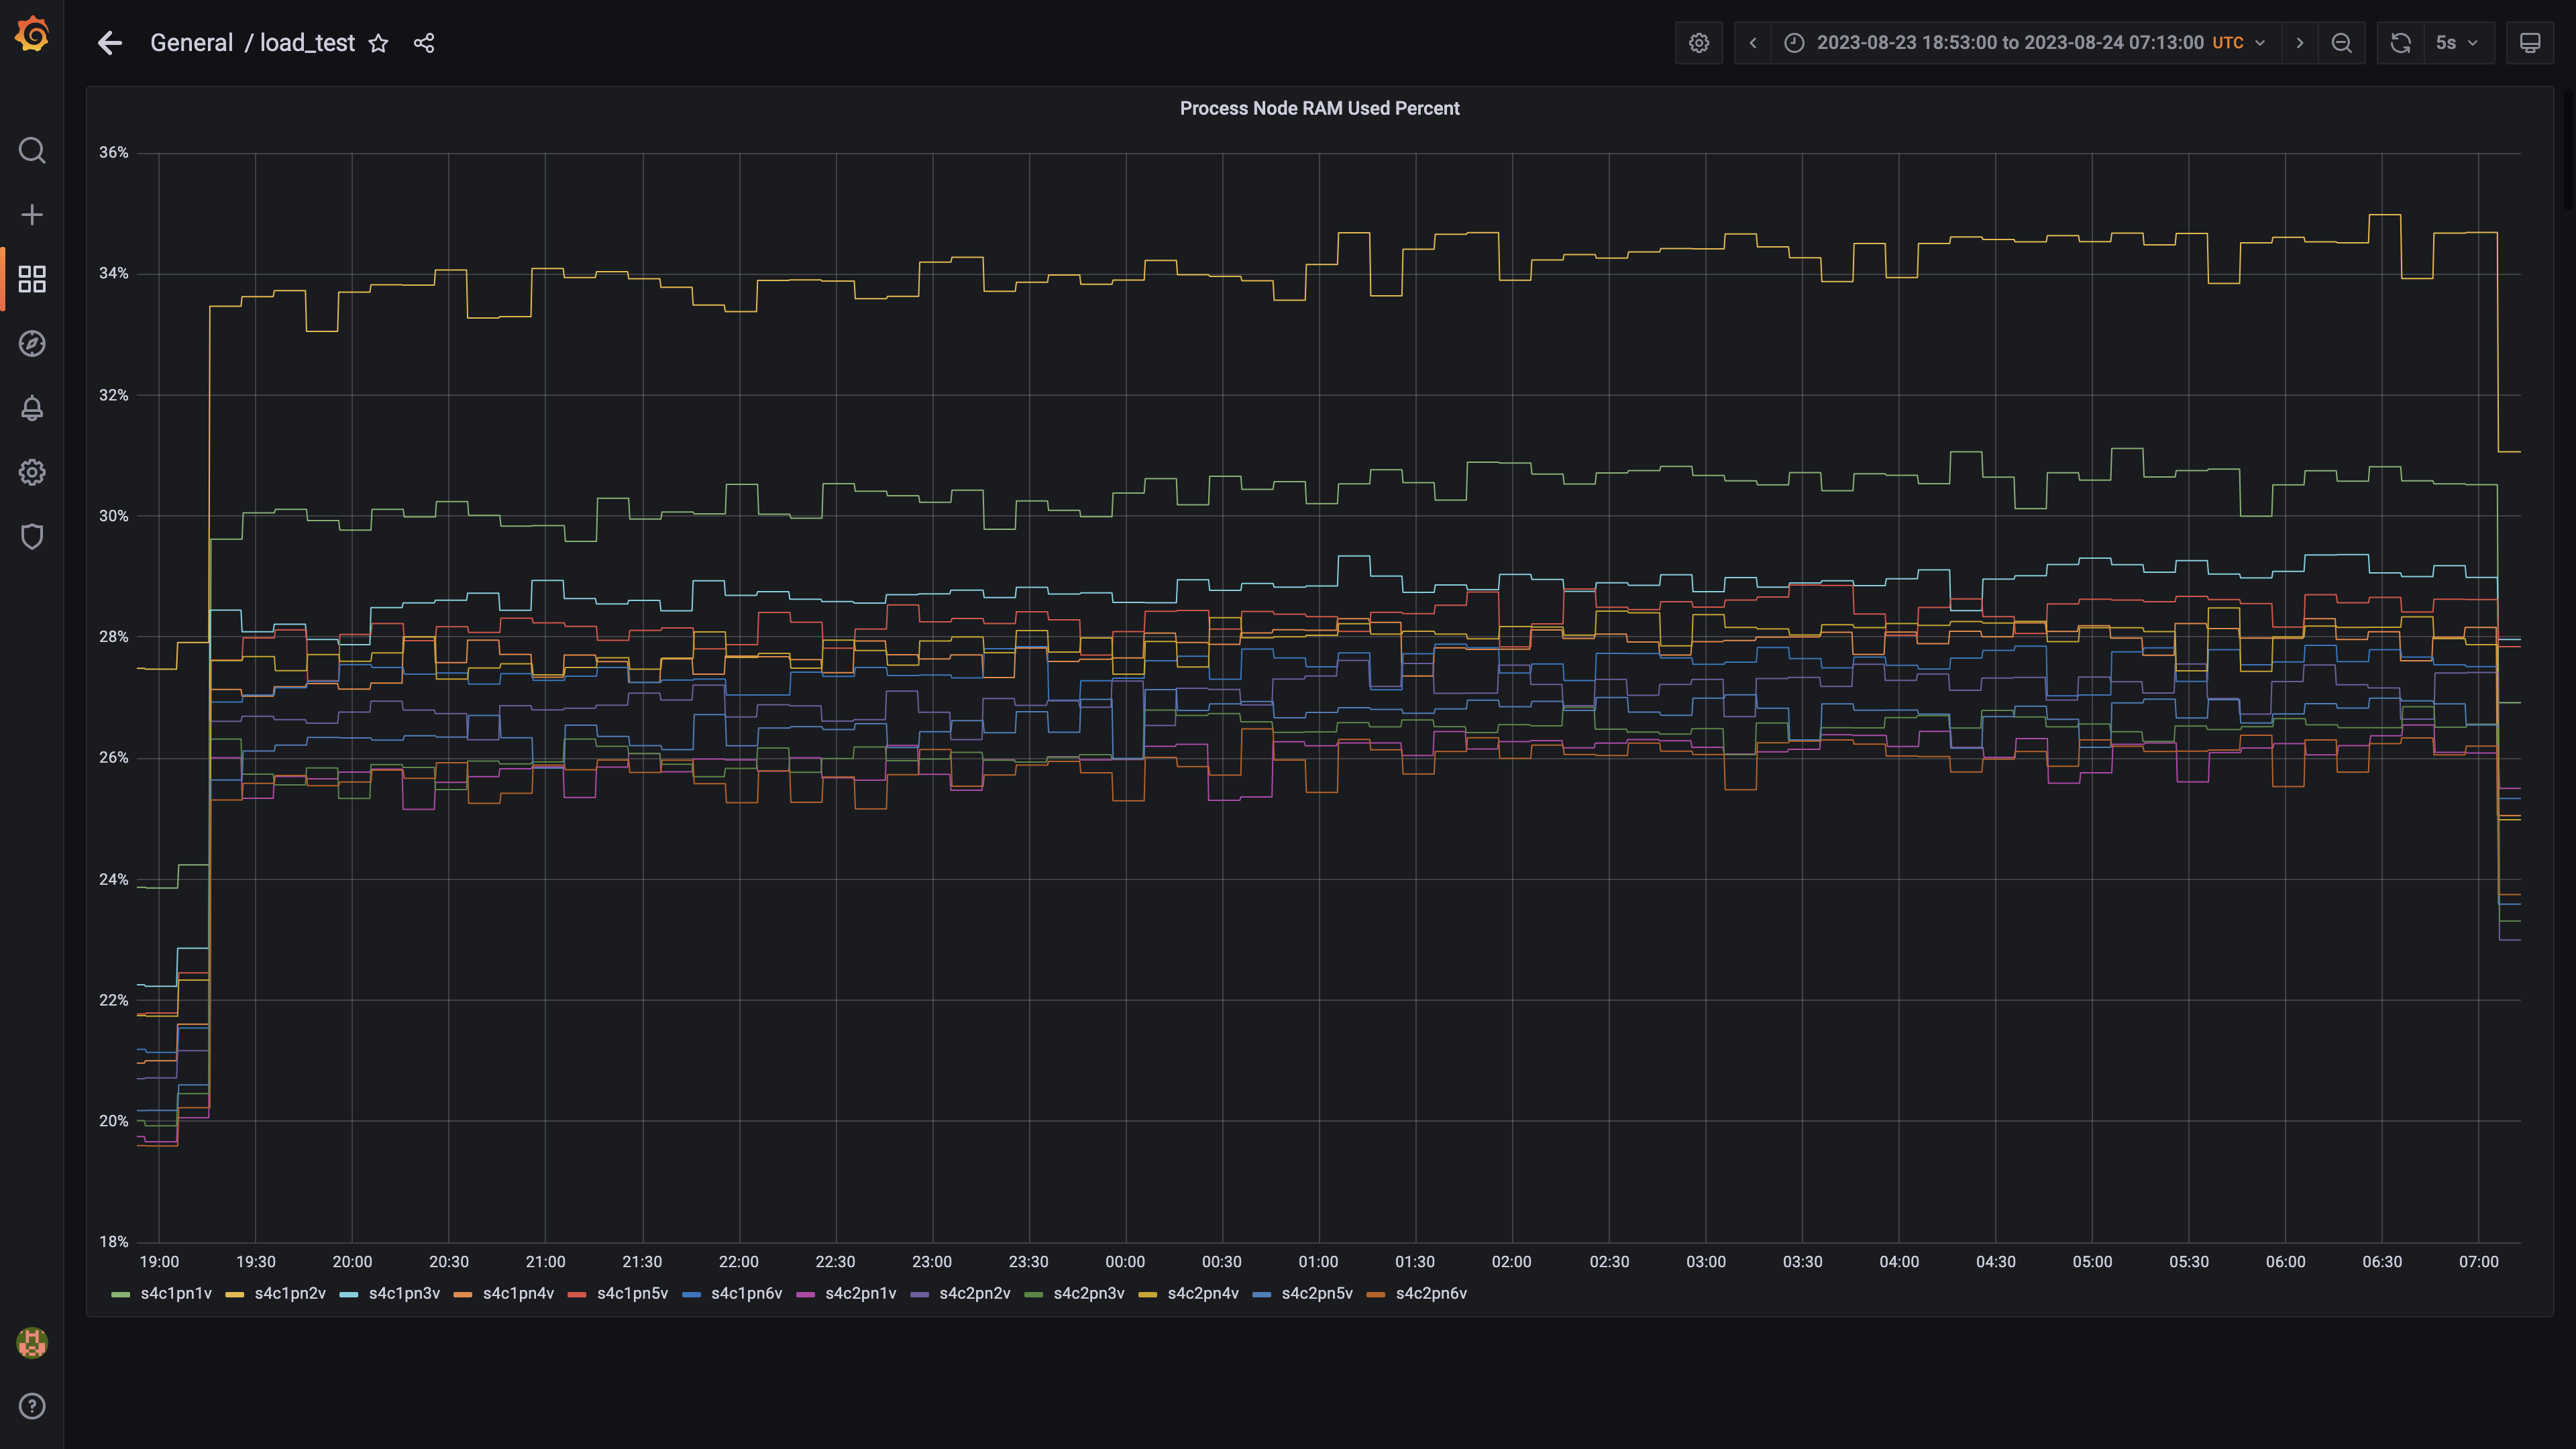 General / load_test
2023-08-23 18:53:00 to 2023-08-24 07:13:00 UTC
5s
Process Node RAM Used Percent
36%
34%
32%
30%
28%
26%
24%
22%
20%
18%
19:00 19:30 20:00 20:30 21:00 21:30 22:00 22:30 23:00 23:30 00:00 00:30 01:00 01:30 02:00 02:30 03:00 03:30 04:00 04:30 05:00 05:30 06:00 06:30 07:00
s4c1pn1v s4c1pn2v s4c1pn3v s4c1pn4v s4c1pn5v s4c1pn6v s4c2pn1v s4c2pn2v s4c2pn3v s4c2pn4v s4c2pn5v s4c2pn6v